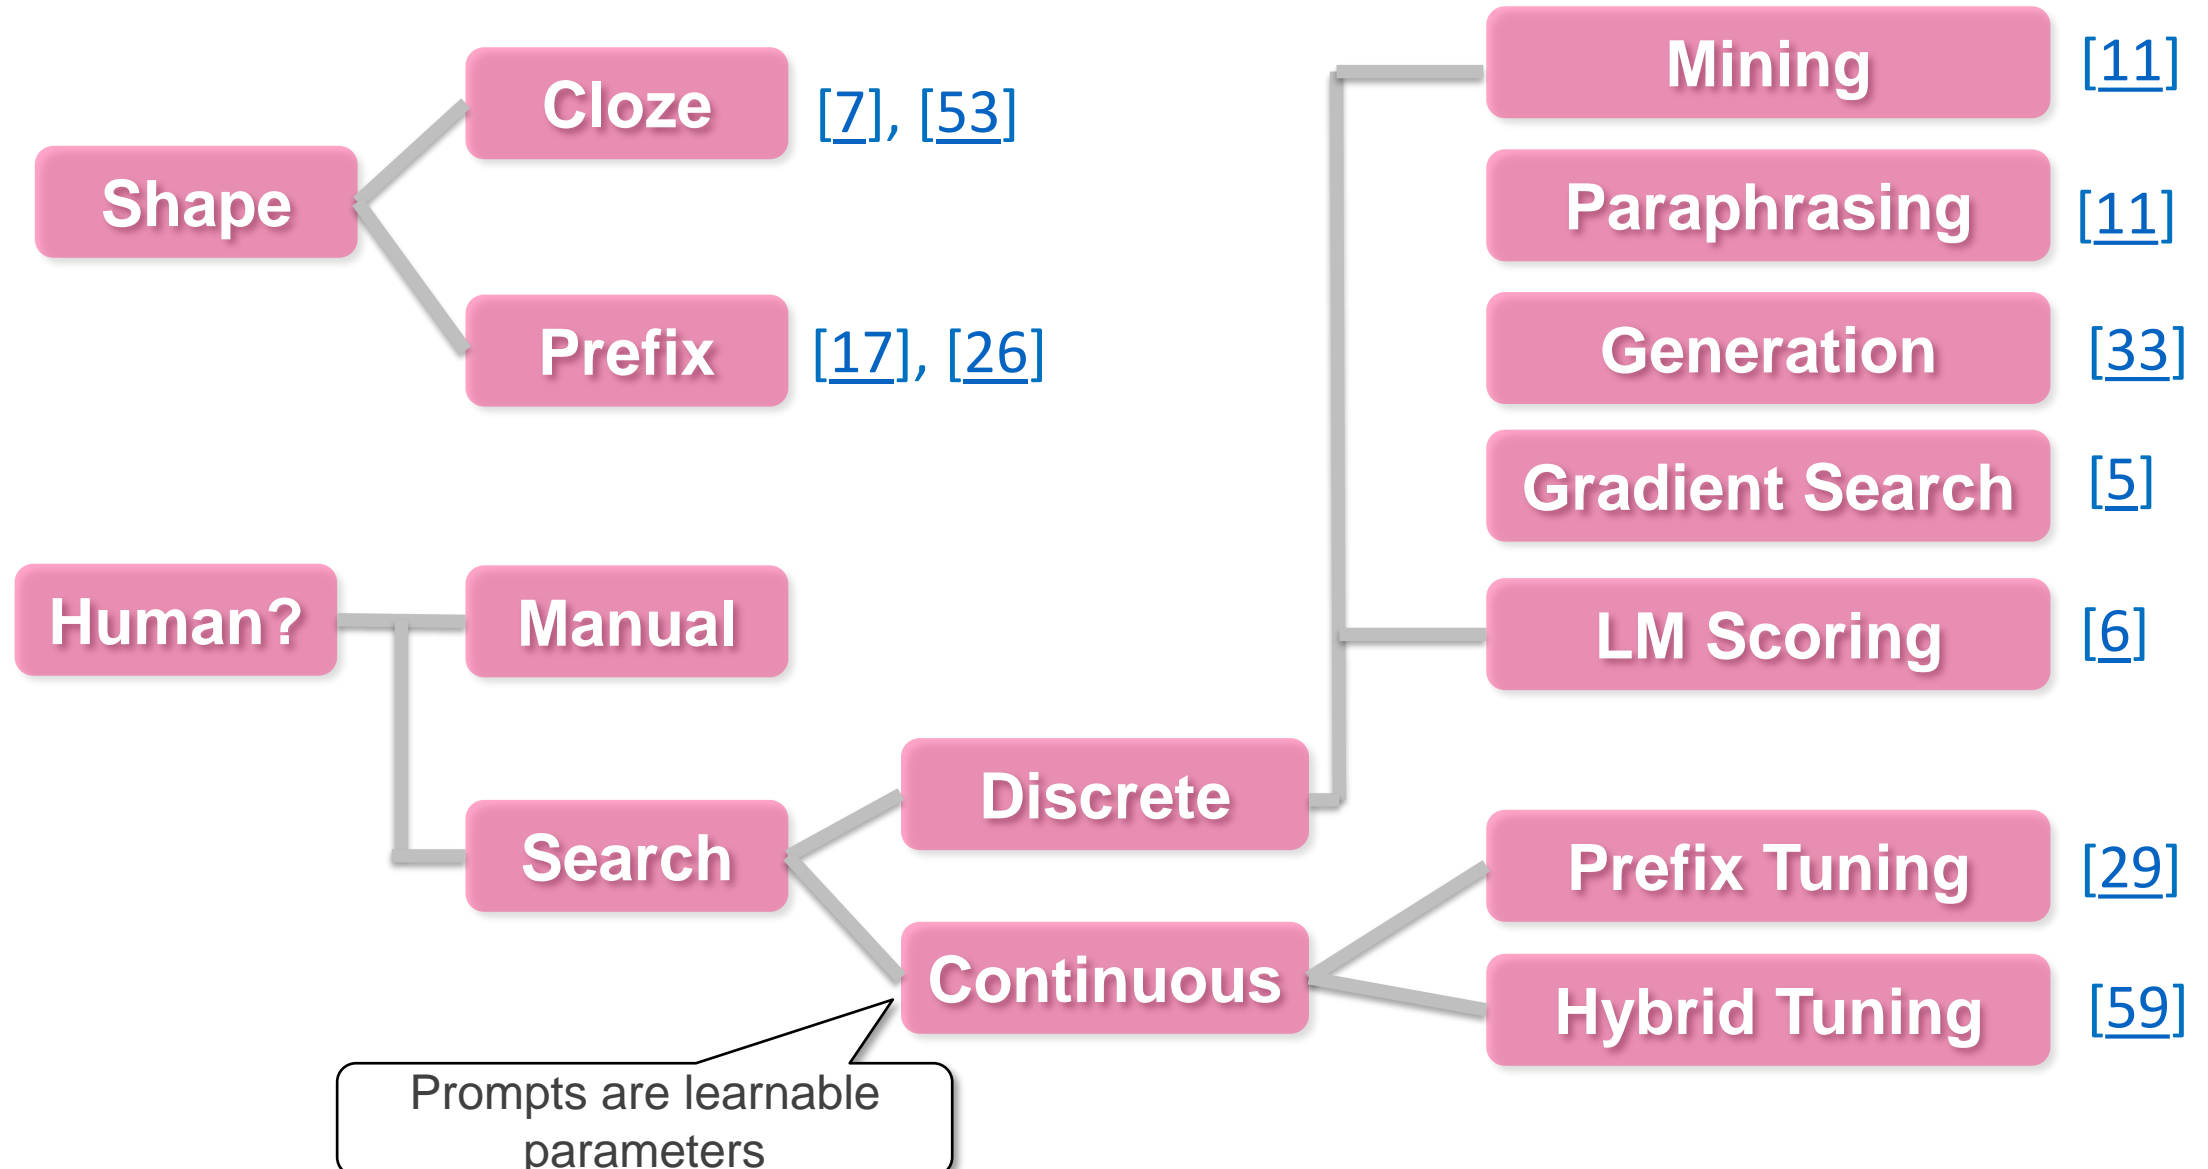 Shape
Cloze [7], [53]
Prefix [17], [26]
Human?
Manual
Search
Discrete
Mining [11]
Paraphrasing [11]
Generation [33]
Gradient Search [5]
LM Scoring [6]
Continuous
Prefix Tuning [29]
Hybrid Tuning [59]
Prompts are learnable
parameters